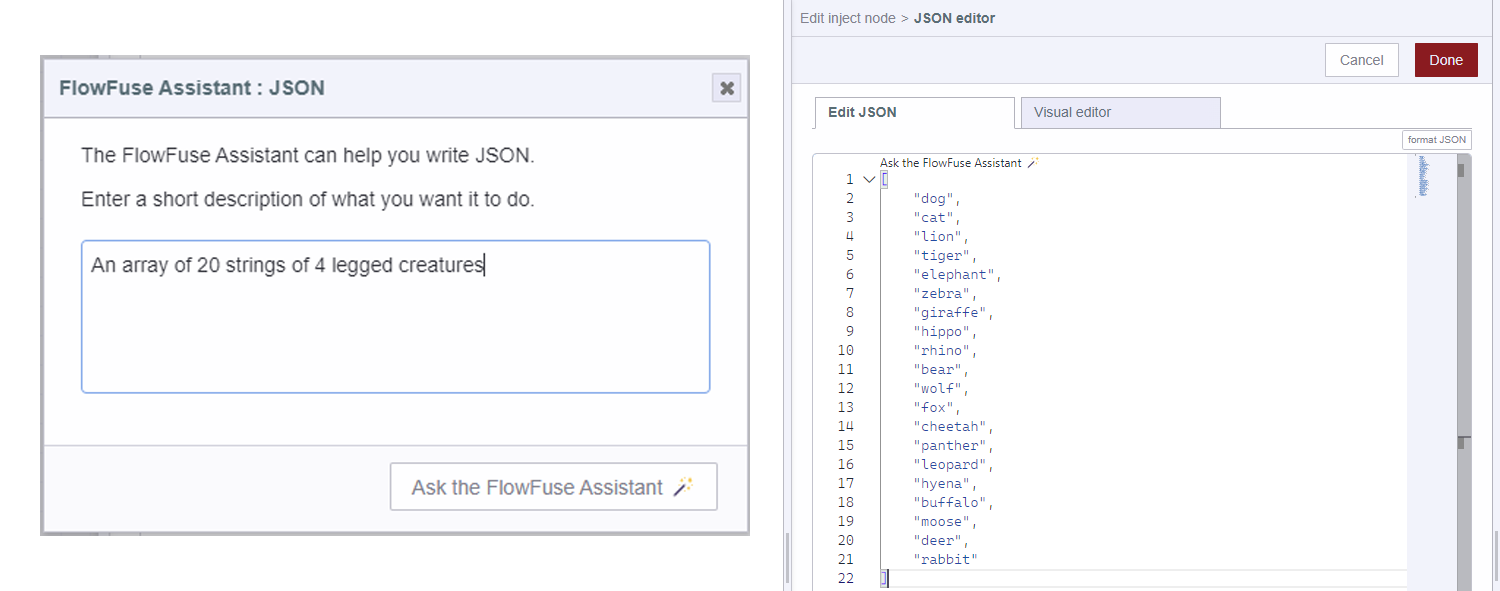 FlowFuse Assistant : JSON
The FlowFuse Assistant can help you write JSON.
Enter a short description of what you want it to do.
An array of 20 strings of 4 legged creatures
Ask the FlowFuse Assistant
Edit inject node > JSON editor
Cancel
Done
Edit JSON
Visual editor
format JSON
Ask the FlowFuse Assistant
1 [
2 "dog",
3 "cat",
4 "lion",
5 "tiger",
6 "elephant",
7 "zebra",
8 "giraffe",
9 "hippo",
10 "rhino",
11 "bear",
12 "wolf",
13 "fox",
14 "cheetah",
15 "panther",
16 "leopard",
17 "hyena",
18 "buffalo",
19 "moose",
20 "deer",
21 "rabbit"
22 ]